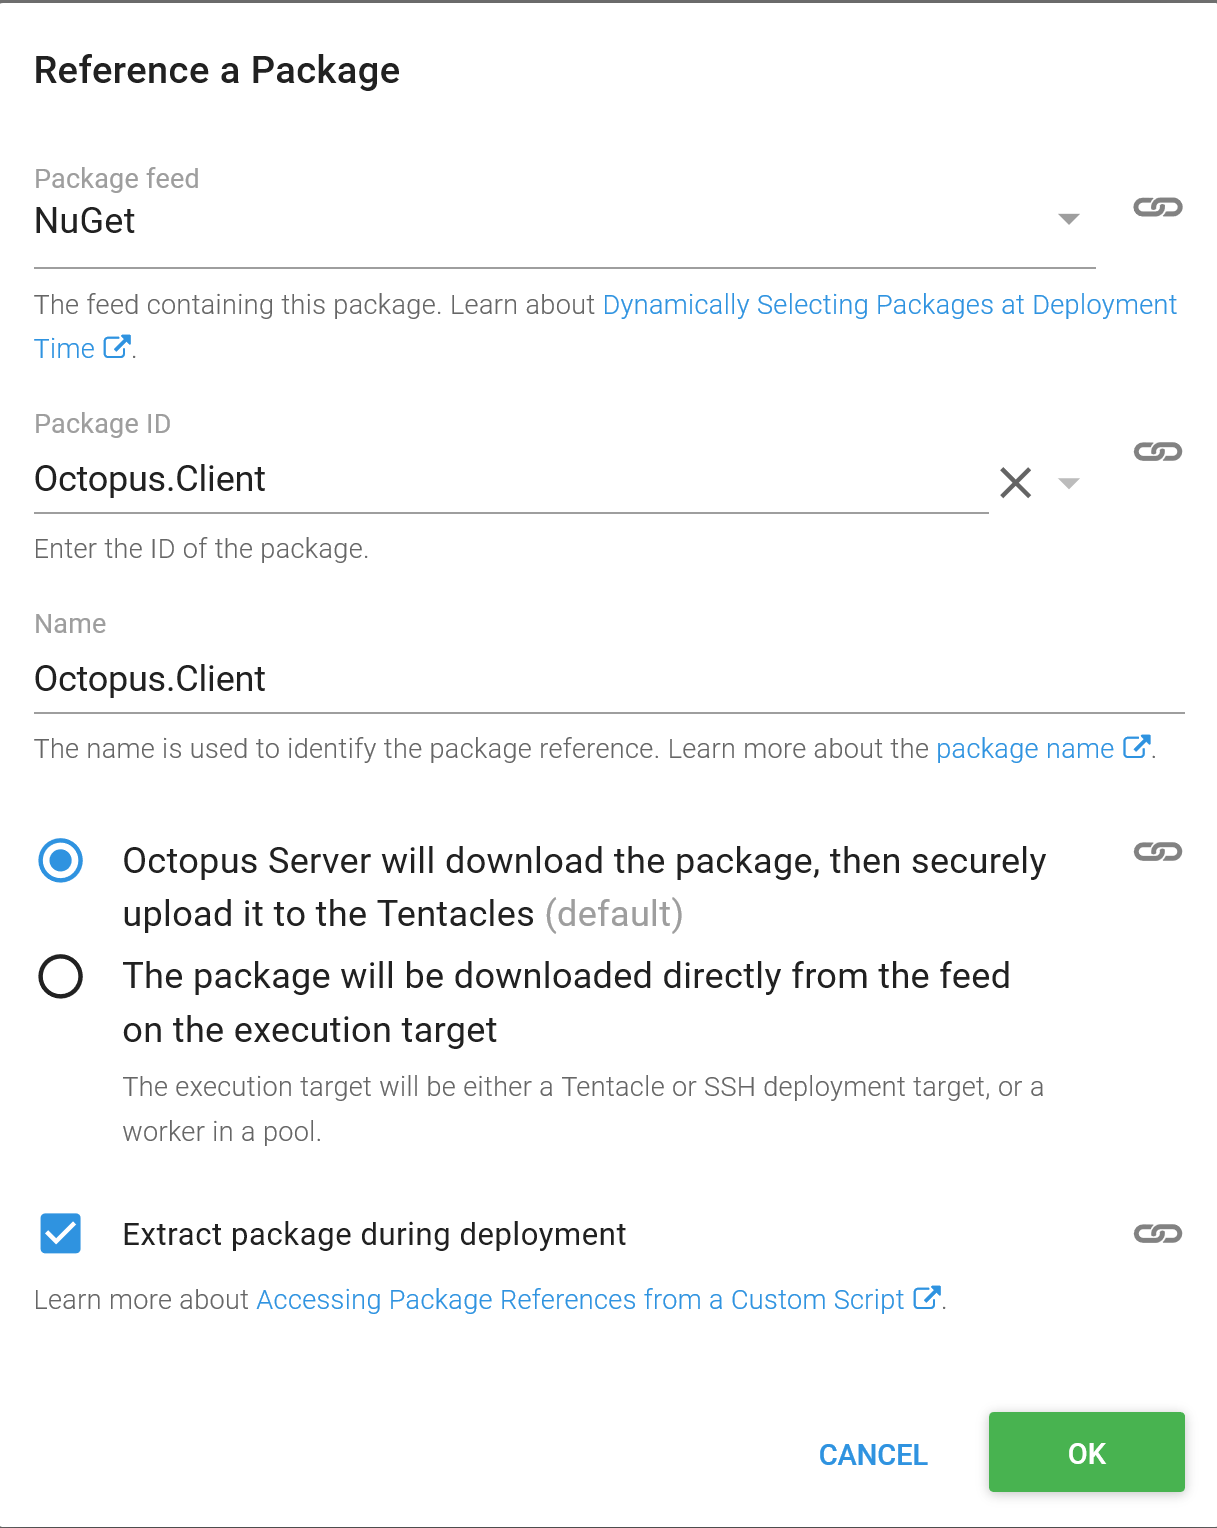 Reference a Package
Package feed
NuGet
The feed containing this package. Learn about Dynamically Selecting Packages at Deployment
Time.
Package ID
Octopus.Client
Enter the ID of the package.
Name
Octopus.Client
The name is used to identify the package reference. Learn more about the package name.
Octopus Server will download the package, then securely
upload it to the Tentacles (default)
The package will be downloaded directly from the feed
on the execution target
The execution target will be either a Tentacle or SSH deployment target, or a
worker in a pool.
Extract package during deployment
Learn more about Accessing Package References from a Custom Script.
CANCEL
OK